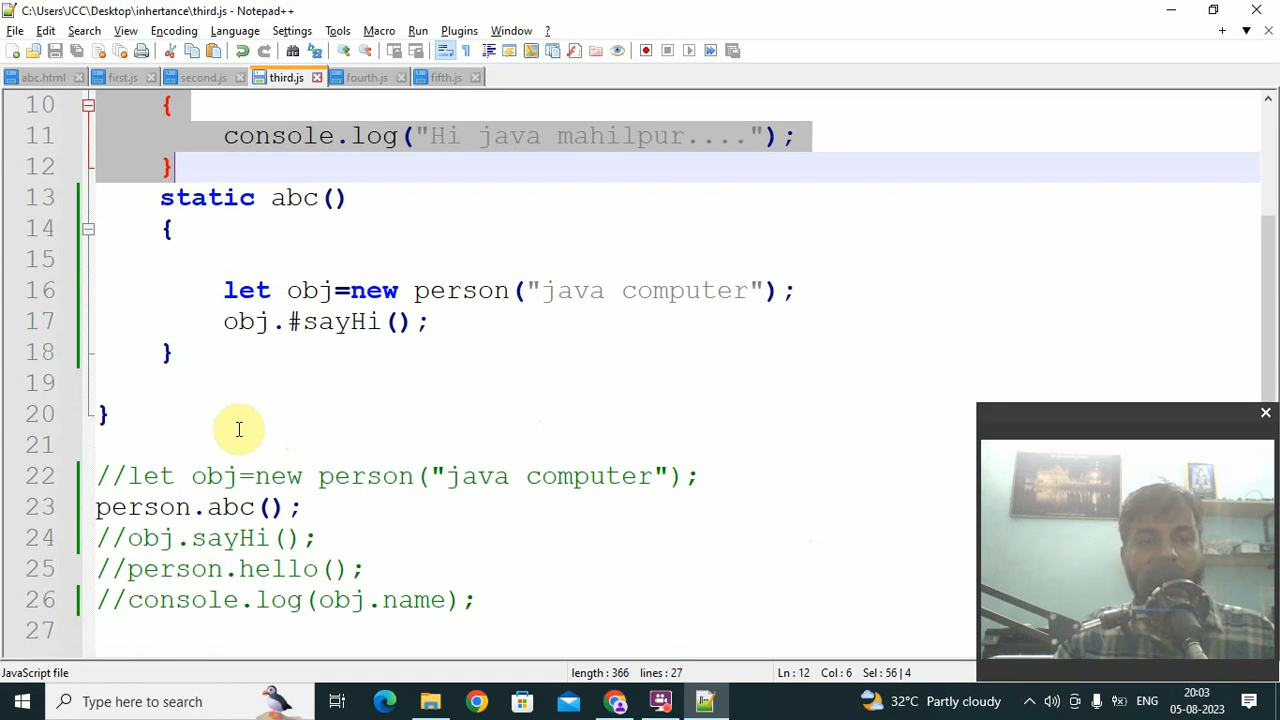 C:\Users\JCC\Desktop\inhertance\third.js - Notepad++
File Edit Search View Encoding Language Settings Tools Macro Run Plugins Window ?
abc.html first.js second.js third.js fourth.js fifth.js
10 {
11 console.log("Hi java mahilpur....");
12 }
13 static abc()
14 {
15
16 let obj=new person("java computer");
17 obj.#sayHi();
18 }
19
20 }
21
22 //let obj=new person("java computer");
23 person.abc();
24 //obj.sayHi();
25 //person.hello();
26 //console.log(obj.name);
27
JavaScript file length : 366 lines : 27 Ln : 12 Col : 6 Sel : 56 | 4
Type here to search 32°C Partly cloudy ENG 20:03
05-08-2023